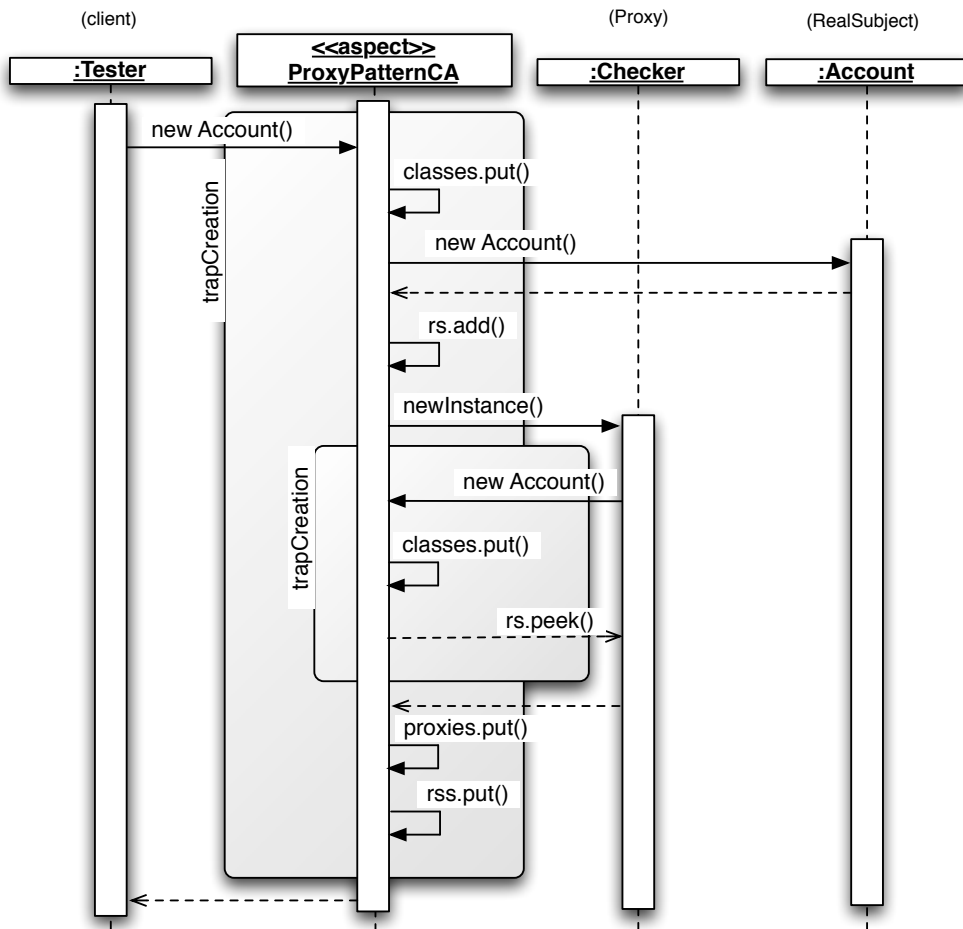 (client)
(Proxy)
(RealSubject)
:Tester
<<aspect>>
ProxyPatternCA
:Checker
:Account
new Account()
trapCreation
classes.put()
new Account()
rs.add()
newInstance()
trapCreation
new Account()
classes.put()
rs.peek()
proxies.put()
rss.put()